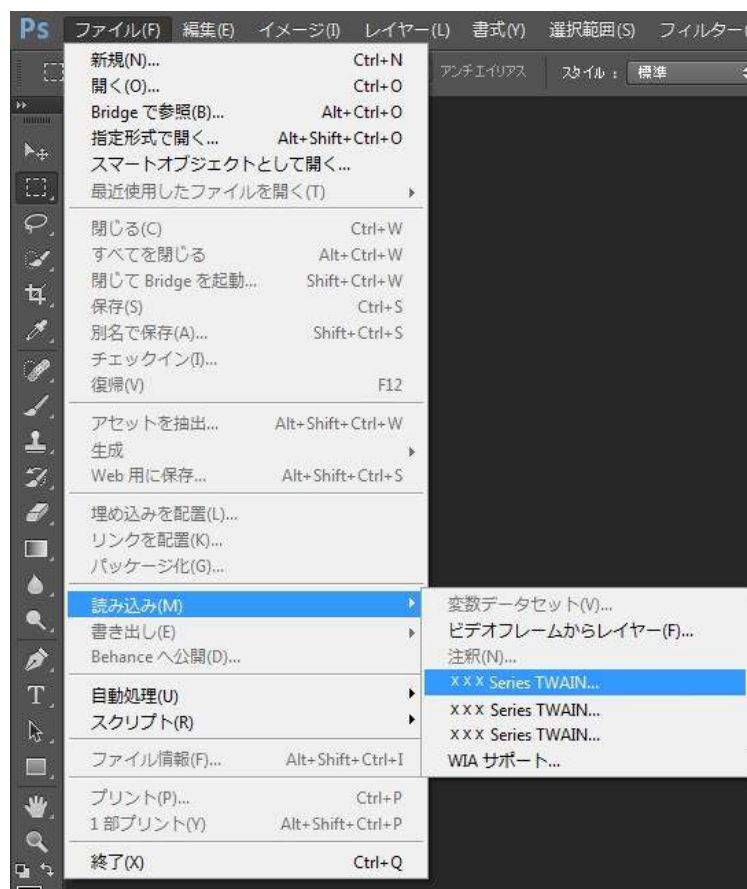 Ps ファイル(F) 編集(E) イメージ(I) レイヤー(L) 書式(Y) 選択範囲(S) フィルター(
アンチエイリアス スタイル： 標準
新規(N)... Ctrl+N
開く(O)... Ctrl+O
Bridge で参照(B)... Alt+Ctrl+O
指定形式で開く... Alt+Shift+Ctrl+O
スマートオブジェクトとして開く...
最近使用したファイルを開く(T)
閉じる(C) Ctrl+W
すべてを閉じる Alt+Ctrl+W
閉じて Bridge を起動... Shift+Ctrl+W
保存(S) Ctrl+S
別名で保存(A)... Shift+Ctrl+S
チェックイン(I)...
復帰(V) F12
アセットを抽出... Alt+Shift+Ctrl+W
生成
Web 用に保存... Alt+Shift+Ctrl+S
埋め込みを配置(L)...
リンクを配置(K)...
パッケージ化(G)...
読み込み(M)
書き出し(E)
Behance へ公開(D)...
自動処理(U)
スクリプト(R)
ファイル情報(F)... Alt+Shift+Ctrl+I
プリント(P)... Ctrl+P
1 部プリント(Y) Alt+Shift+Ctrl+P
終了(X) Ctrl+Q
変数データセット(V)...
ビデオフレームからレイヤー(F)...
注釈(N)...
X X X Series TWAIN...
X X X Series TWAIN...
X X X Series TWAIN...
WIA サポート...